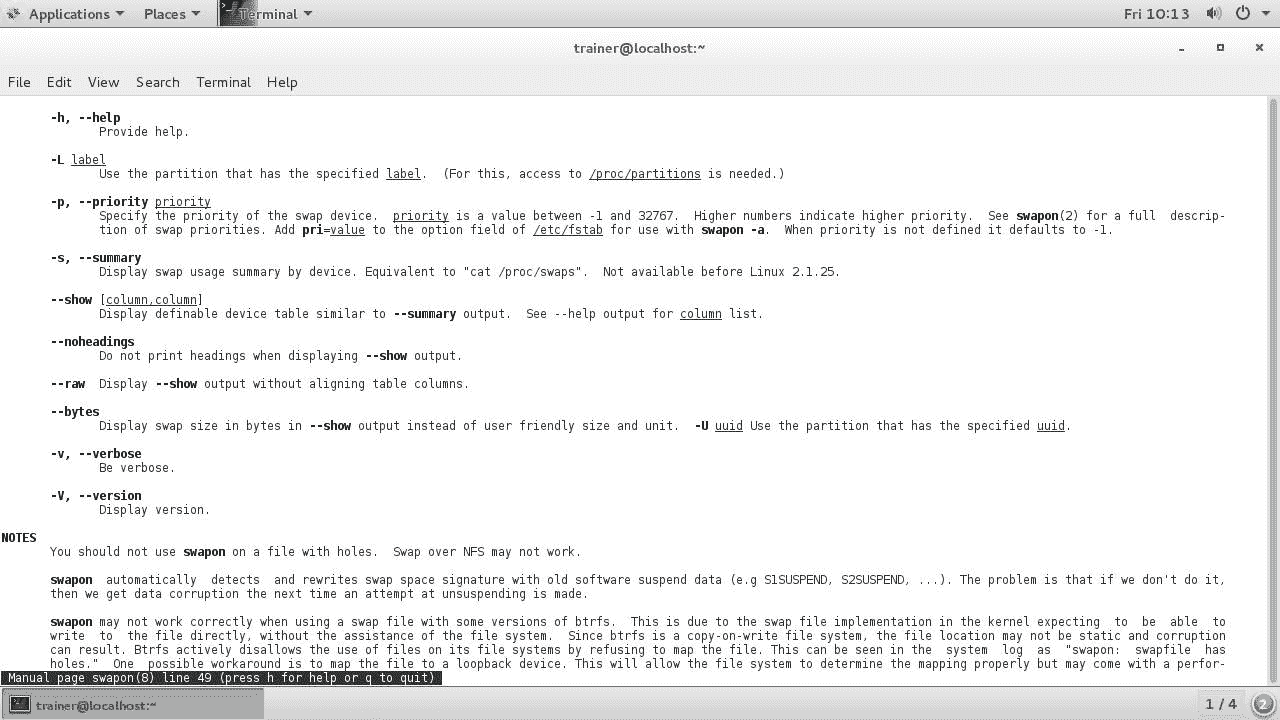 Applications Places Terminal Fri 10:13
trainer@localhost:~
File Edit View Search Terminal Help
-h, --help
Provide help.
-L label
Use the partition that has the specified label.  (For this, access to /proc/partitions is needed.)
-p, --priority priority
Specify the priority of the swap device.  priority is a value between -1 and 32767.  Higher numbers indicate higher priority.  See swapon(2) for a full  descrip-
tion of swap priorities. Add pri=value to the option field of /etc/fstab for use with swapon -a.  When priority is not defined it defaults to -1.
-s, --summary
Display swap usage summary by device. Equivalent to "cat /proc/swaps".  Not available before Linux 2.1.25.
--show [column,column]
Display definable device table similar to --summary output.  See --help output for column list.
--noheadings
Do not print headings when displaying --show output.
--raw  Display --show output without aligning table columns.
--bytes
Display swap size in bytes in --show output instead of user friendly size and unit.  -U uuid Use the partition that has the specified uuid.
-v, --verbose
Be verbose.
-V, --version
Display version.
NOTES
You should not use swapon on a file with holes.  Swap over NFS may not work.
swapon  automatically  detects  and rewrites swap space signature with old software suspend data (e.g S1SUSPEND, S2SUSPEND, ...). The problem is that if we don't do it,
then we get data corruption the next time an attempt at unsuspending is made.
swapon may not work correctly when using a swap file with some versions of btrfs.  This is due to the swap file implementation in the kernel expecting  to  be  able  to
write  to  the file directly, without the assistance of the file system.  Since btrfs is a copy-on-write file system, the file location may not be static and corruption
can result. Btrfs actively disallows the use of files on its file systems by refusing to map the file. This can be seen in the  system  log  as  "swapon:  swapfile  has
holes."  One  possible workaround is to map the file to a loopback device. This will allow the file system to determine the mapping properly but may come with a perfor-
Manual page swapon(8) line 49 (press h for help or q to quit)
trainer@localhost:~ 1 / 4 2